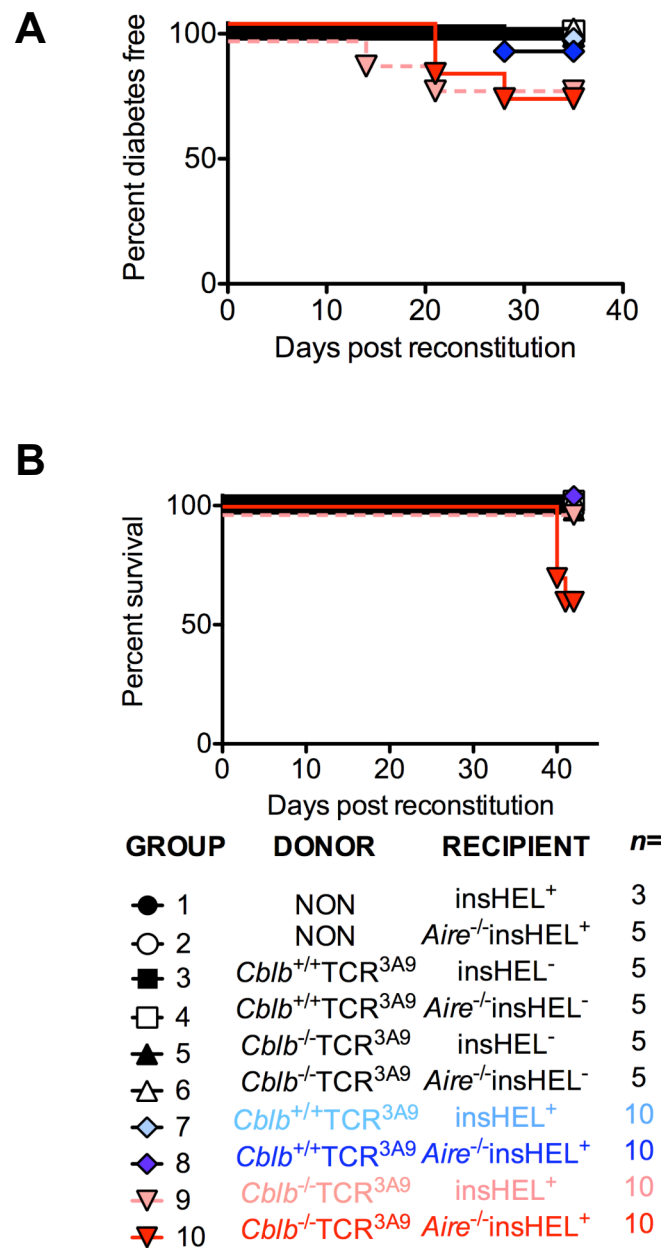 A
Percent diabetes free
100
50
0
0 10 20 30 40
Days post reconstitution
B
Percent survival
100
50
0
0 10 20 30 40
Days post reconstitution
GROUP DONOR RECIPIENT n=
1 NON insHEL⁺ 3
2 NON Aire⁻/⁻insHEL⁺ 5
3 Cblb⁺/⁺TCR³ᴬ⁹ insHEL⁻ 5
4 Cblb⁺/⁺TCR³ᴬ⁹ Aire⁻/⁻insHEL⁻ 5
5 Cblb⁻/⁻TCR³ᴬ⁹ insHEL⁻ 5
6 Cblb⁻/⁻TCR³ᴬ⁹ Aire⁻/⁻insHEL⁻ 5
7 Cblb⁺/⁺TCR³ᴬ⁹ insHEL⁺ 10
8 Cblb⁺/⁺TCR³ᴬ⁹ Aire⁻/⁻insHEL⁺ 10
9 Cblb⁻/⁻TCR³ᴬ⁹ insHEL⁺ 10
10 Cblb⁻/⁻TCR³ᴬ⁹ Aire⁻/⁻insHEL⁺ 10